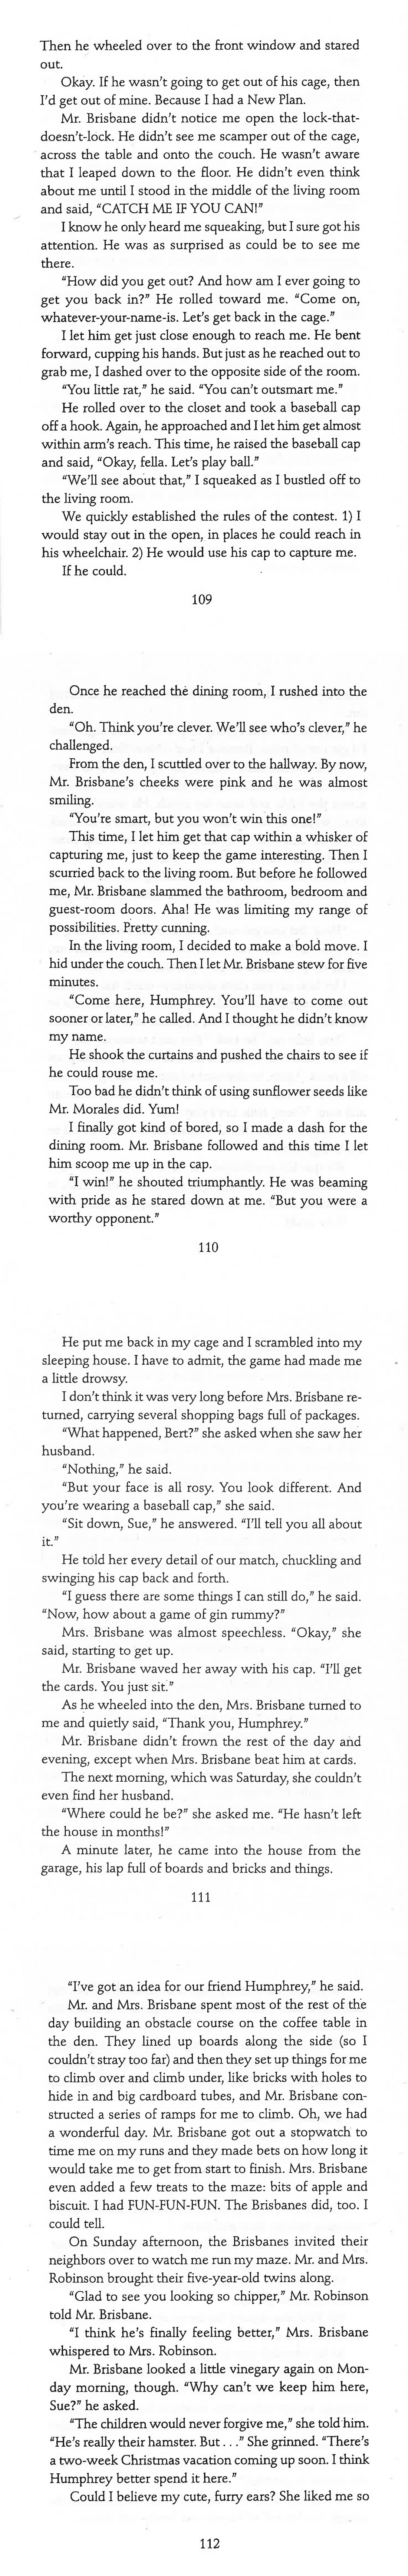 Then he wheeled over to the front window and stared
out.
Okay. If he wasn't going to get out of his cage, then
I'd get out of mine. Because I had a New Plan.
Mr. Brisbane didn't notice me open the lock-that-
doesn't-lock. He didn't see me scamper out of the cage,
across the table and onto the couch. He wasn't aware
that I leaped down to the floor. He didn't even think
about me until I stood in the middle of the living room
and said, "CATCH ME IF YOU CAN!"
I know he only heard me squeaking, but I sure got his
attention. He was as surprised as could be to see me
there.
"How did you get out? And how am I ever going to
get you back in?" He rolled toward me. "Come on,
whatever-your-name-is. Let's get back in the cage."
I let him get just close enough to reach me. He bent
forward, cupping his hands. But just as he reached out to
grab me, I dashed over to the opposite side of the room.
"You little rat," he said. "You can't outsmart me."
He rolled over to the closet and took a baseball cap
off a hook. Again, he approached and I let him get almost
within arm's reach. This time, he raised the baseball cap
and said, "Okay, fella. Let's play ball."
"We'll see about that," I squeaked as I bustled off to
the living room.
We quickly established the rules of the contest. 1) I
would stay out in the open, in places he could reach in
his wheelchair. 2) He would use his cap to capture me.
If he could.
109
Once he reached the dining room, I rushed into the
den.
"Oh. Think you're clever. We'll see who's clever," he
challenged.
From the den, I scuttled over to the hallway. By now,
Mr. Brisbane's cheeks were pink and he was almost
smiling.
"You're smart, but you won't win this one!"
This time, I let him get that cap within a whisker of
capturing me, just to keep the game interesting. Then I
scurried back to the living room. But before he followed
me, Mr. Brisbane slammed the bathroom, bedroom and
guest-room doors. Aha! He was limiting my range of
possibilities. Pretty cunning.
In the living room, I decided to make a bold move. I
hid under the couch. Then I let Mr. Brisbane stew for five
minutes.
"Come here, Humphrey. You'll have to come out
sooner or later," he called. And I thought he didn't know
my name.
He shook the curtains and pushed the chairs to see if
he could rouse me.
Too bad he didn't think of using sunflower seeds like
Mr. Morales did. Yum!
I finally got kind of bored, so I made a dash for the
dining room. Mr. Brisbane followed and this time I let
him scoop me up in the cap.
"I win!" he shouted triumphantly. He was beaming
with pride as he stared down at me. "But you were a
worthy opponent."
110
He put me back in my cage and I scrambled into my
sleeping house. I have to admit, the game had made me
a little drowsy.
I don't think it was very long before Mrs. Brisbane re-
turned, carrying several shopping bags full of packages.
"What happened, Bert?" she asked when she saw her
husband.
"Nothing," he said.
"But your face is all rosy. You look different. And
you're wearing a baseball cap," she said.
"Sit down, Sue," he answered. "I'll tell you all about
it."
He told her every detail of our match, chuckling and
swinging his cap back and forth.
"I guess there are some things I can still do," he said.
"Now, how about a game of gin rummy?"
Mrs. Brisbane was almost speechless. "Okay," she
said, starting to get up.
Mr. Brisbane waved her away with his cap. "I'll get
the cards. You just sit."
As he wheeled into the den, Mrs. Brisbane turned to
me and quietly said, "Thank you, Humphrey."
Mr. Brisbane didn't frown the rest of the day and
evening, except when Mrs. Brisbane beat him at cards.
The next morning, which was Saturday, she couldn't
even find her husband.
"Where could he be?" she asked me. "He hasn't left
the house in months!"
A minute later, he came into the house from the
garage, his lap full of boards and bricks and things.
111
"I've got an idea for our friend Humphrey," he said.
Mr. and Mrs. Brisbane spent most of the rest of the
day building an obstacle course on the coffee table in
the den. They lined up boards along the side (so I
couldn't stray too far) and then they set up things for me
to climb over and climb under, like bricks with holes to
hide in and big cardboard tubes, and Mr. Brisbane con-
structed a series of ramps for me to climb. Oh, we had
a wonderful day. Mr. Brisbane got out a stopwatch to
time me on my runs and they made bets on how long it
would take me to get from start to finish. Mrs. Brisbane
even added a few treats to the maze: bits of apple and
biscuit. I had FUN-FUN-FUN. The Brisbanes did, too. I
could tell.
On Sunday afternoon, the Brisbanes invited their
neighbors over to watch me run my maze. Mr. and Mrs.
Robinson brought their five-year-old twins along.
"Glad to see you looking so chipper," Mr. Robinson
told Mr. Brisbane.
"I think he's finally feeling better," Mrs. Brisbane
whispered to Mrs. Robinson.
Mr. Brisbane looked a little vinegary again on Mon-
day morning, though. "Why can't we keep him here,
Sue?" he asked.
"The children would never forgive me," she told him.
"He's really their hamster. But . . ." She grinned. "There's
a two-week Christmas vacation coming up soon. I think
Humphrey better spend it here."
Could I believe my cute, furry ears? She liked me so
112